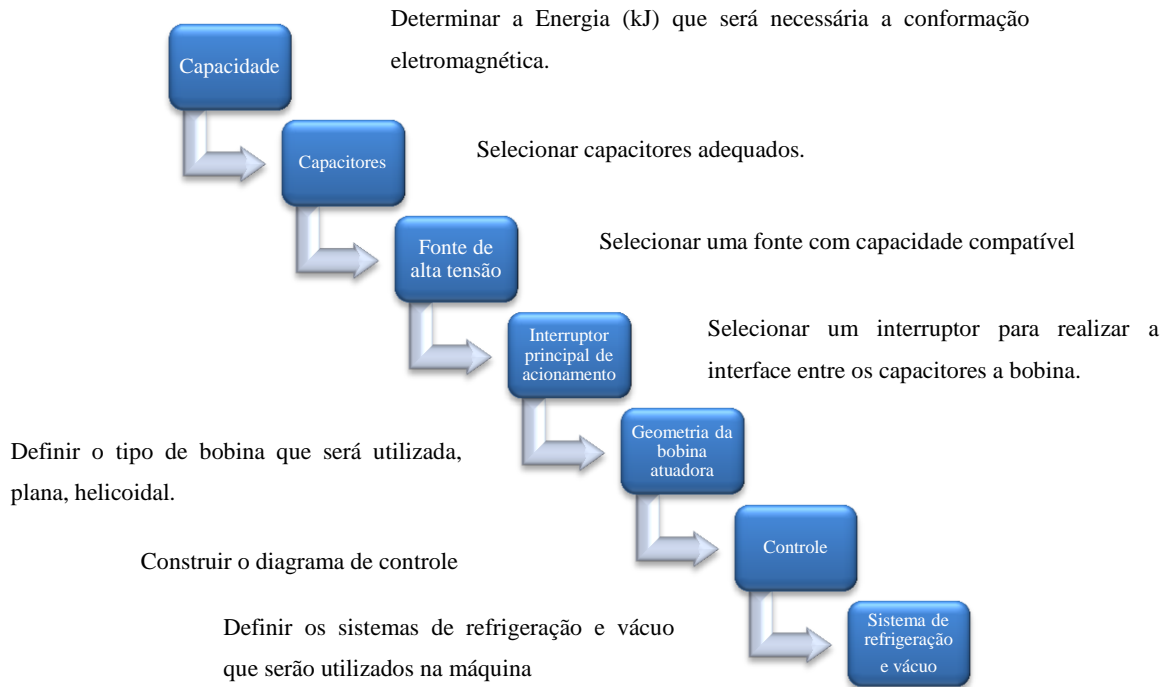 Determinar a Energia (kJ) que será necessária a conformação
eletromagnética.
Capacidade
Capacitores
Selecionar capacitores adequados.
Fonte de
alta tensão
Selecionar uma fonte com capacidade compatível
Interruptor
principal de
acionamento
Selecionar um interruptor para realizar a
interface entre os capacitores a bobina.
Geometria da
bobina
atuadora
Definir o tipo de bobina que será utilizada,
plana, helicoidal.
Controle
Construir o diagrama de controle
Sistema de
refrigeração
e vácuo
Definir os sistemas de refrigeração e vácuo
que serão utilizados na máquina